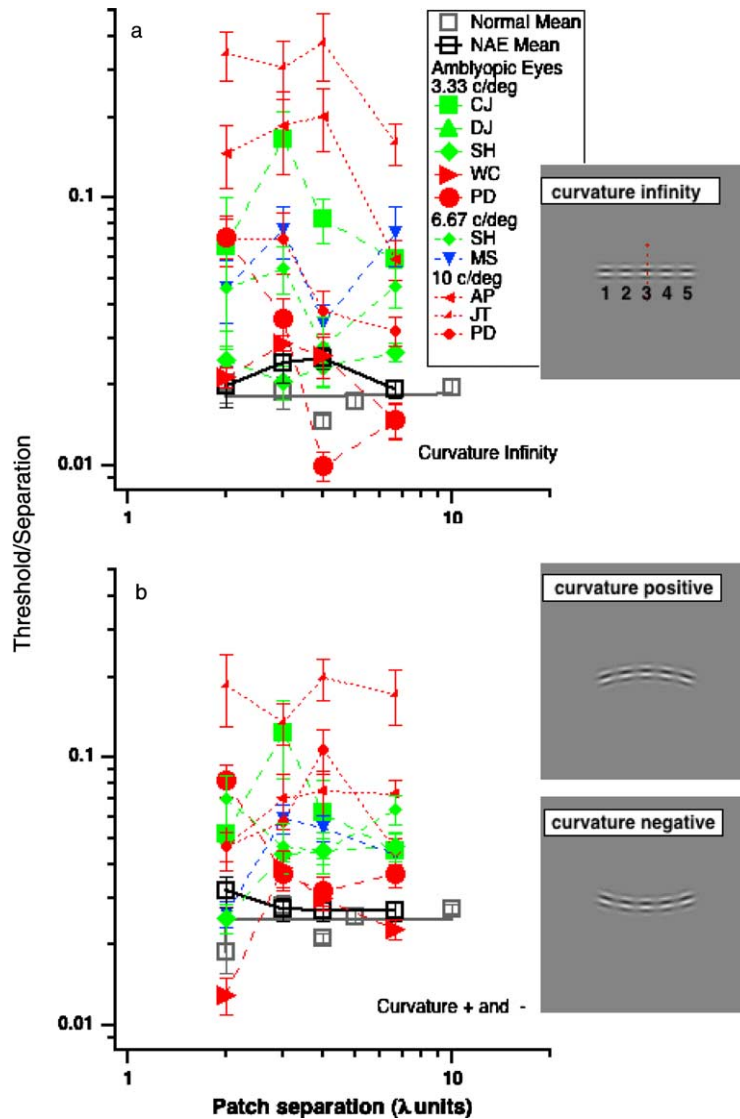 a
Normal Mean
NAE Mean
Amblyopic Eyes
3.33 c/deg
CJ
DJ
SH
WC
PD
6.67 c/deg
SH
MS
10 c/deg
AP
JT
PD
0.1
0.01
Curvature Infinity
1
10
curvature infinity
1 2 3 4 5
Threshold/Separation
b
0.1
0.01
Curvature + and -
1
10
Patch separation (λ units)
curvature positive
curvature negative